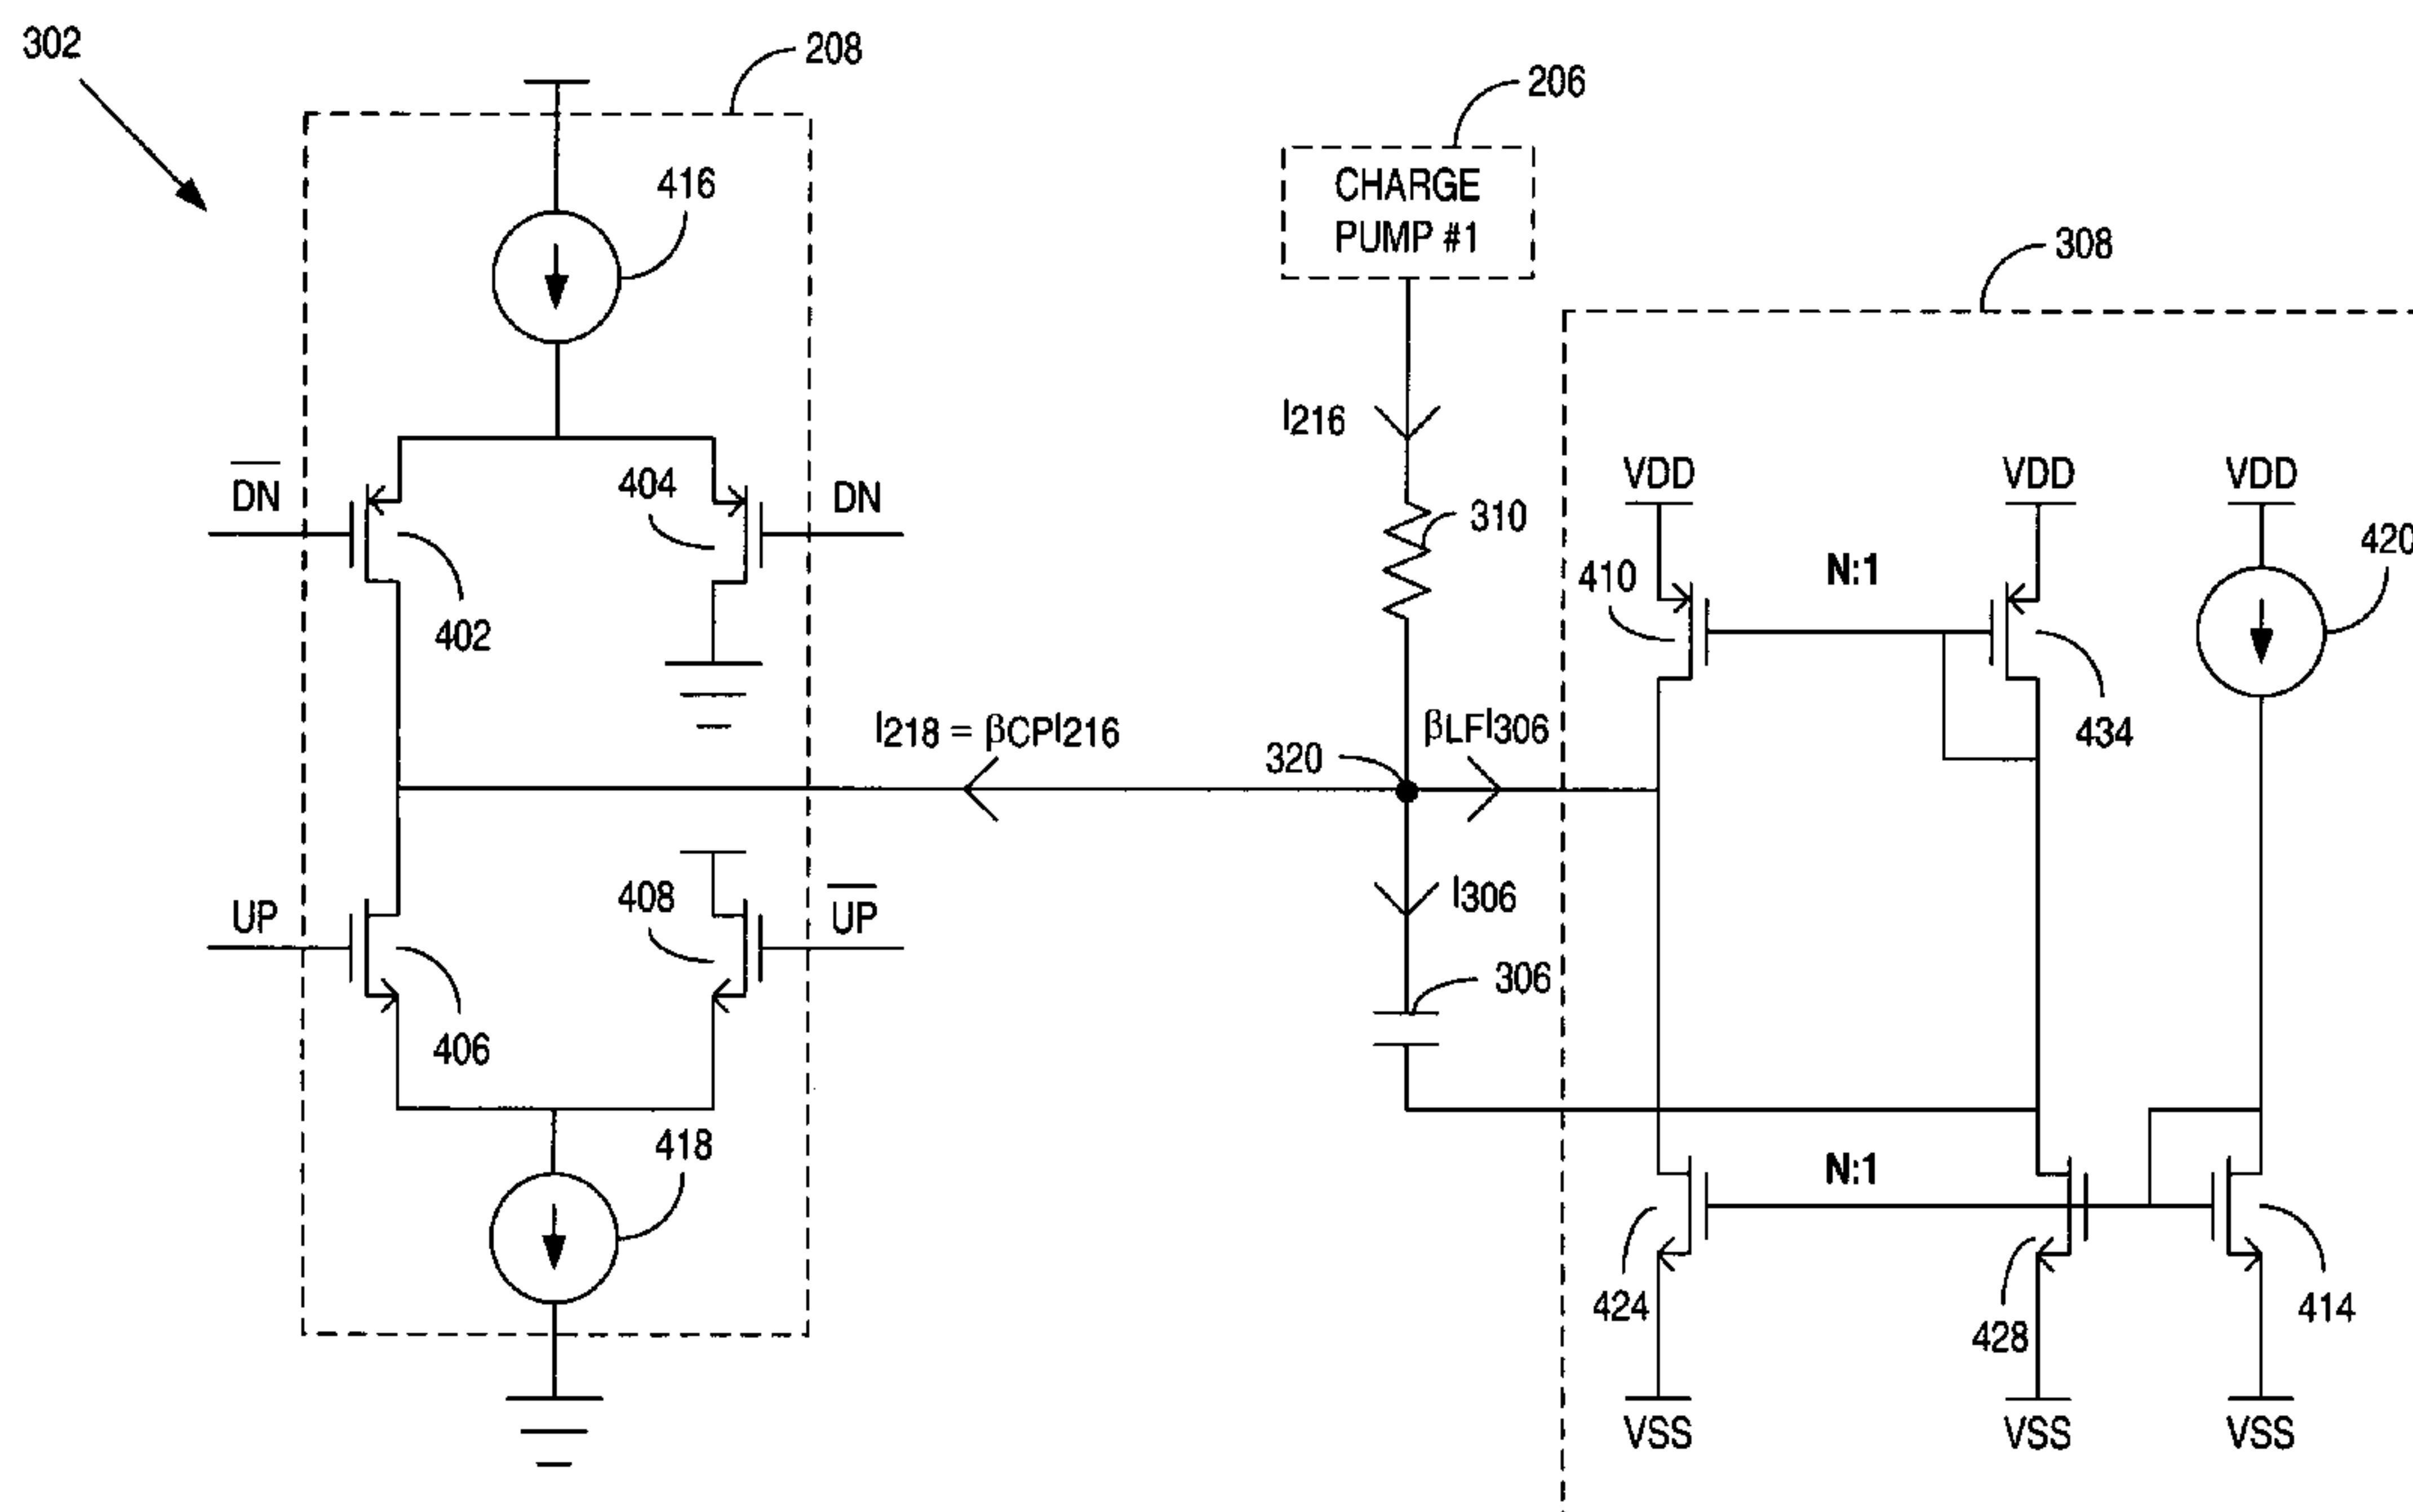 302
208
206
416
CHARGE
PUMP #1
308
I216
VDD
VDD
VDD
DN
404
DN
310
420
410
N:1
402
434
I218 = βCPI216
320
βLFI306
UP
408
UP
I306
306
406
418
N:1
424
428
414
VSS
VSS
VSS